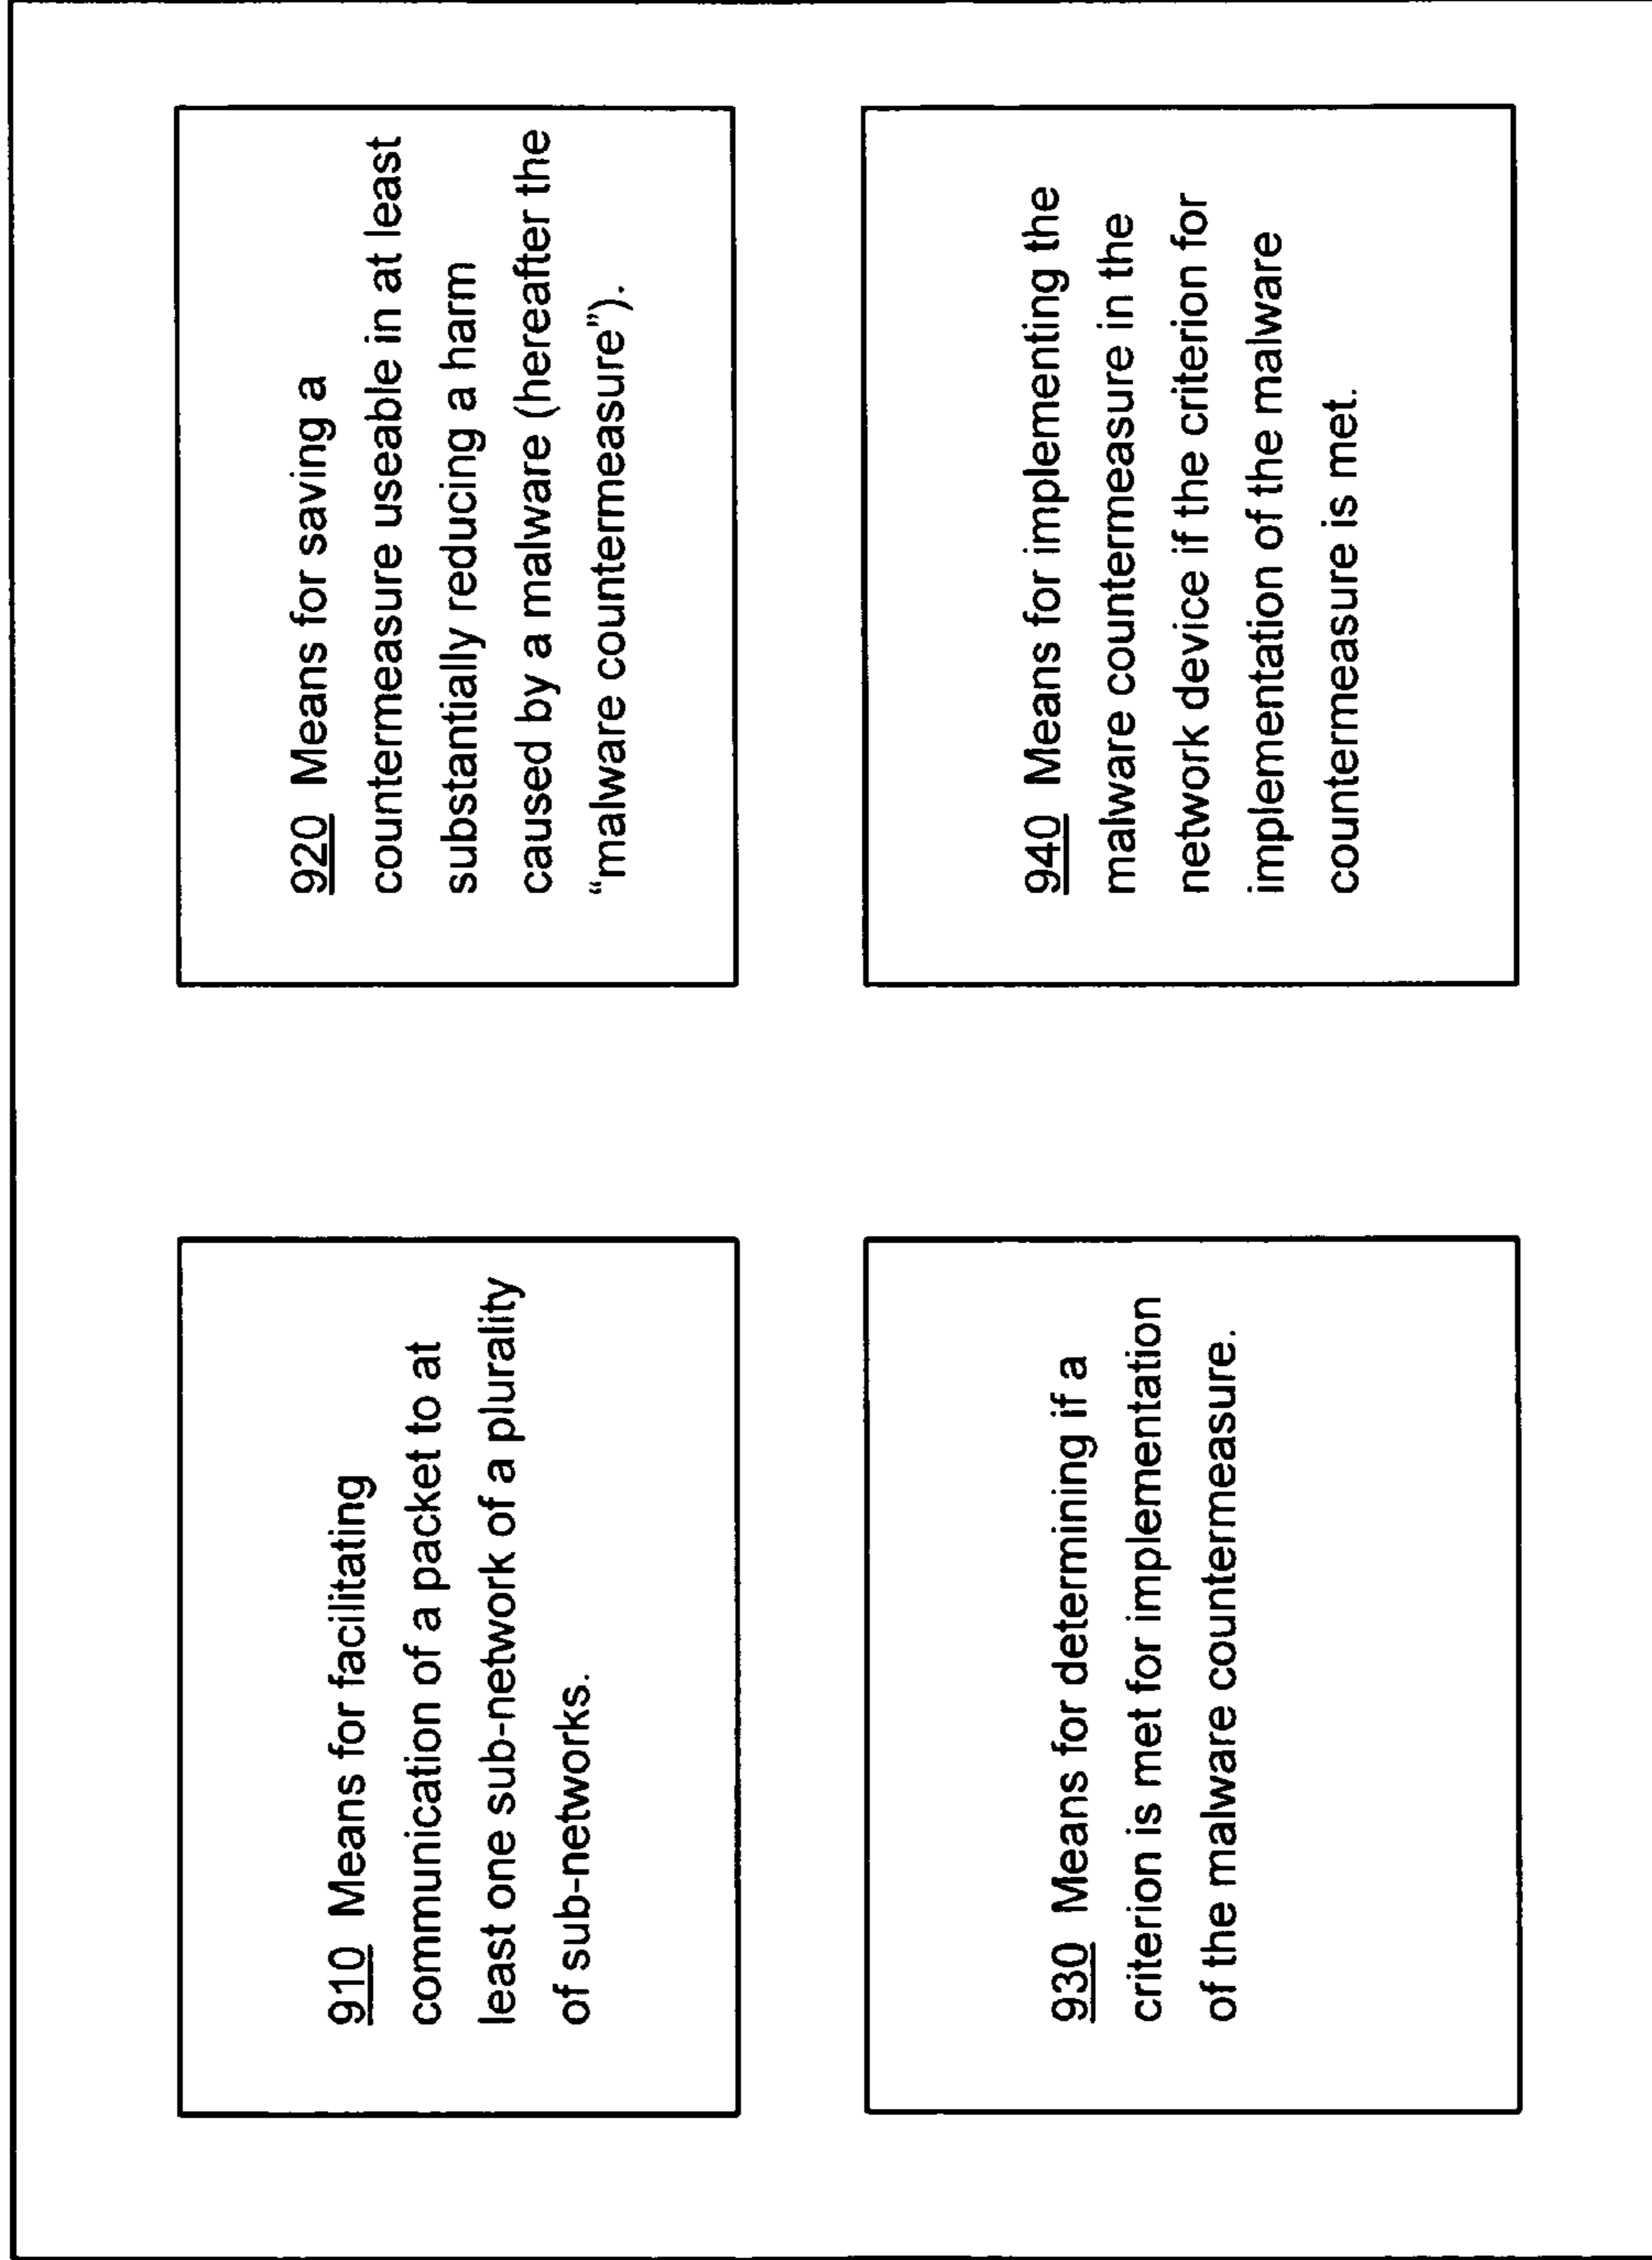 910 Means for facilitating
communication of a packet to at
least one sub-network of a plurality
of sub-networks.
920 Means for saving a
countermeasure useable in at least
substantially reducing a harm
caused by a malware (hereafter the
“malware countermeasure”).
930 Means for determining if a
criterion is met for implementation
of the malware countermeasure.
940 Means for implementing the
malware countermeasure in the
network device if the criterion for
implementation of the malware
countermeasure is met.